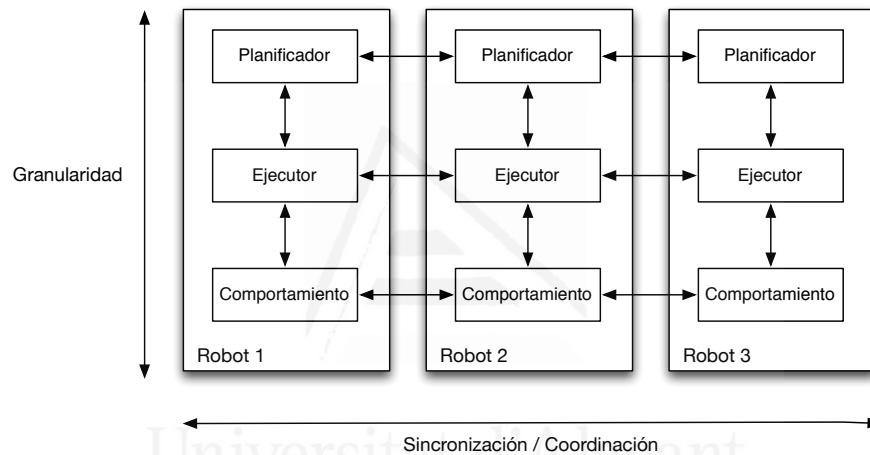 Planificador Planificador Planificador
Granularidad Ejecutor Ejecutor Ejecutor
Comportamiento Comportamiento Comportamiento
Robot 1 Robot 2 Robot 3
Sincronización / Coordinación